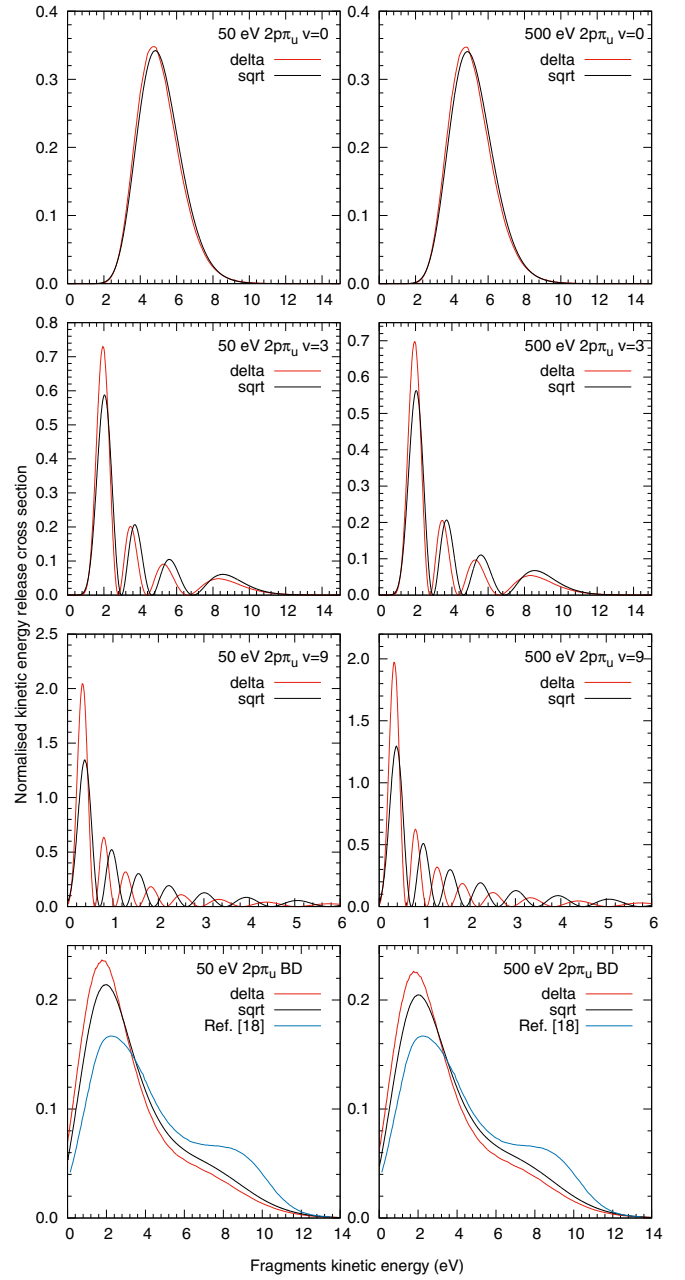 50 eV 2pπu v=0
delta
sqrt
0.4
0.3
0.2
0.1
0.0
0 2 4 6 8 10 12 14
500 eV 2pπu v=0
delta
sqrt
0.4
0.3
0.2
0.1
0.0
0 2 4 6 8 10 12 14
50 eV 2pπu v=3
delta
sqrt
0.8
0.7
0.6
0.5
0.4
0.3
0.2
0.1
0.0
0 2 4 6 8 10 12 14
500 eV 2pπu v=3
delta
sqrt
0.7
0.6
0.5
0.4
0.3
0.2
0.1
0.0
0 2 4 6 8 10 12 14
Normalised kinetic energy release cross section
50 eV 2pπu v=9
delta
sqrt
2.5
2.0
1.5
1.0
0.5
0.0
0 1 2 3 4 5 6
500 eV 2pπu v=9
delta
sqrt
2.0
1.5
1.0
0.5
0.0
0 1 2 3 4 5 6
50 eV 2pπu BD
delta
sqrt
Ref. [18]
0.2
0.1
0.0
0 2 4 6 8 10 12 14
500 eV 2pπu BD
delta
sqrt
Ref. [18]
0.2
0.1
0.0
0 2 4 6 8 10 12 14
Fragments kinetic energy (eV)